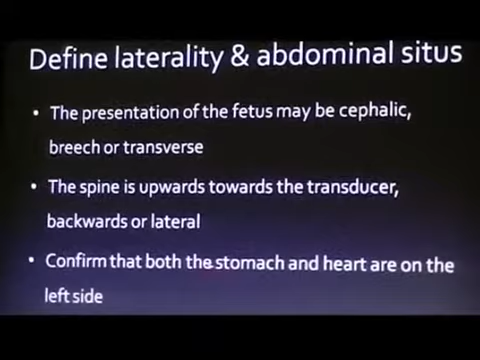 Define laterality & abdominal situs
• The presentation of the fetus may be cephalic,
breech or transverse
• The spine is upwards towards the transducer,
backwards or lateral
• Confirm that both the stomach and heart are on the
left side